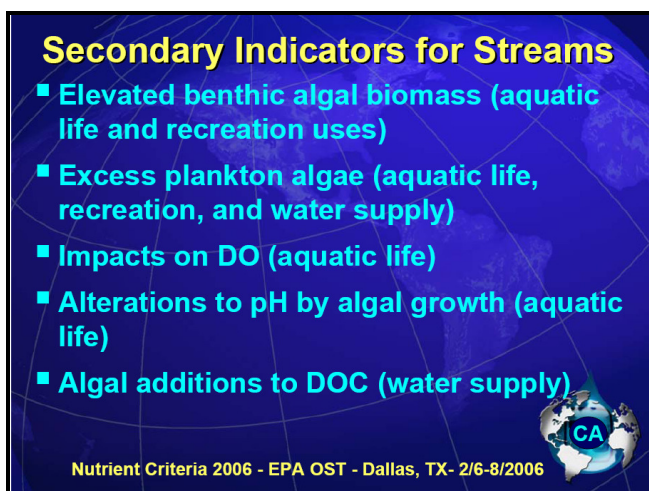 Secondary Indicators for Streams
Elevated benthic algal biomass (aquatic
life and recreation uses)
Excess plankton algae (aquatic life,
recreation, and water supply)
Impacts on DO (aquatic life)
Alterations to pH by algal growth (aquatic
life)
Algal additions to DOC (water supply)
CA
Nutrient Criteria 2006 - EPA OST - Dallas, TX- 2/6-8/2006